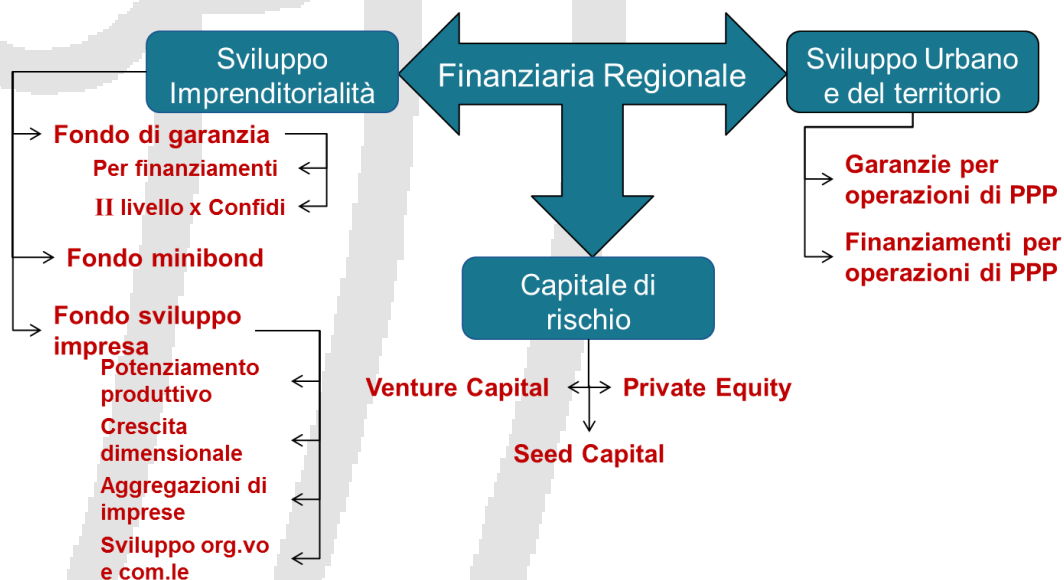 Sviluppo
Imprenditorialità
Finanziaria Regionale
Sviluppo Urbano
e del territorio
Fondo di garanzia
Per finanziamenti
II livello x Confidi
Fondo minibond
Fondo sviluppo
impresa
Potenziamento
produttivo
Crescita
dimensionale
Aggregazioni di
imprese
Sviluppo org.vo
e com.le
Capitale di
rischio
Venture Capital
Private Equity
Seed Capital
Garanzie per
operazioni di PPP
Finanziamenti per
operazioni di PPP